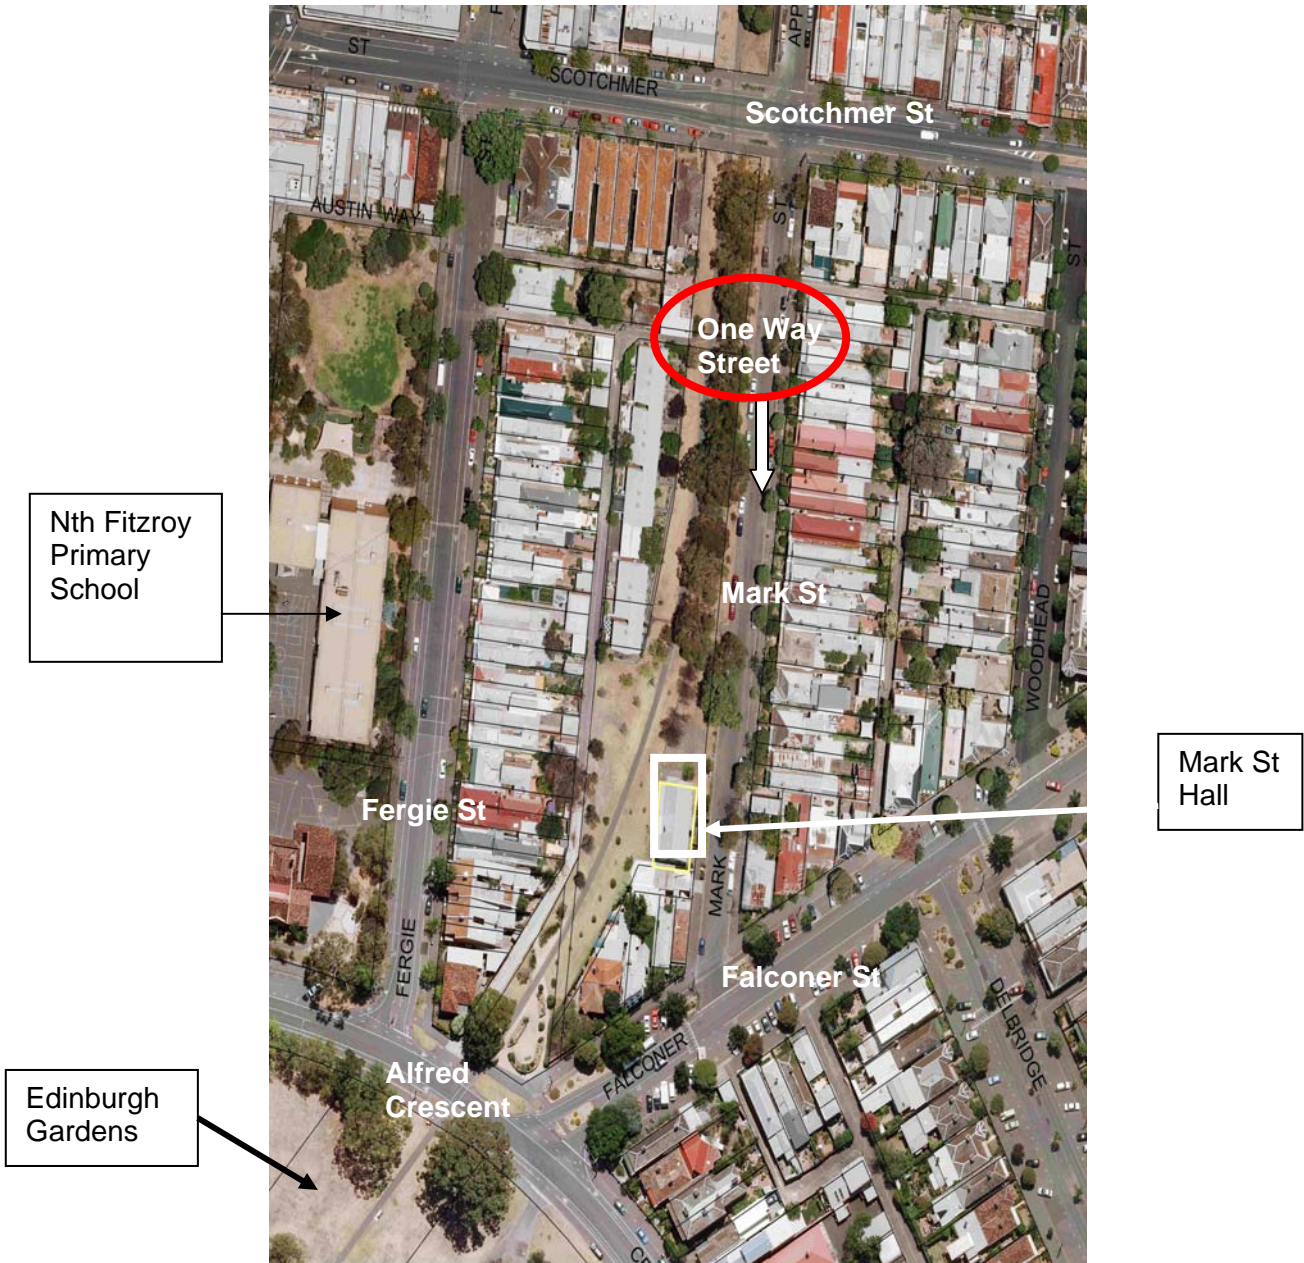 ST
SCOTCHMER
APP
Scotchmer St
AUSTIN WAY
ST
ST
One Way
Street
Nth Fitzroy
Primary
School
Mark St
WOODHEAD
Mark St
Hall
Fergie St
MARK
FERGIE
Falconer St
DELBRIDGE
FALCONER
Alfred
Crescent
Edinburgh
Gardens
CR